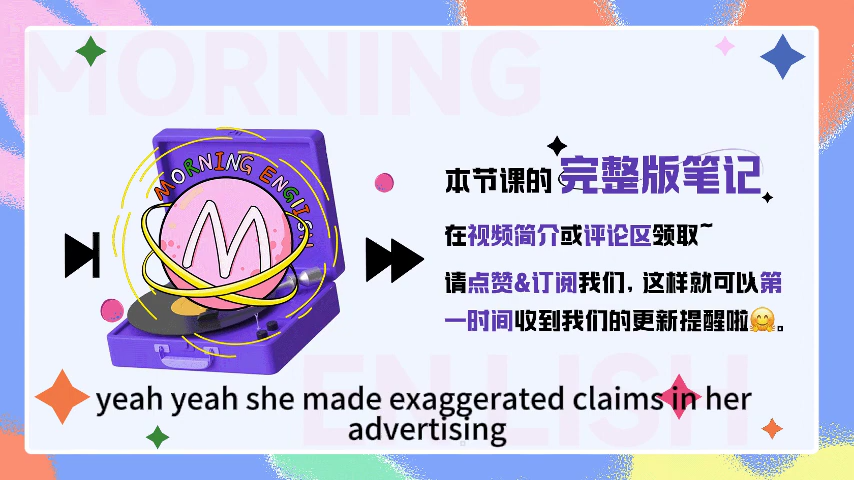 MORNING
MORNING ENGLISH
M
本节课的 完整版笔记
在视频简介或评论区领取~
请点赞&订阅我们，这样就可以第
一时间收到我们的更新提醒啦🤗。
yeah yeah she made exaggerated claims in her
advertising
ENGLISH